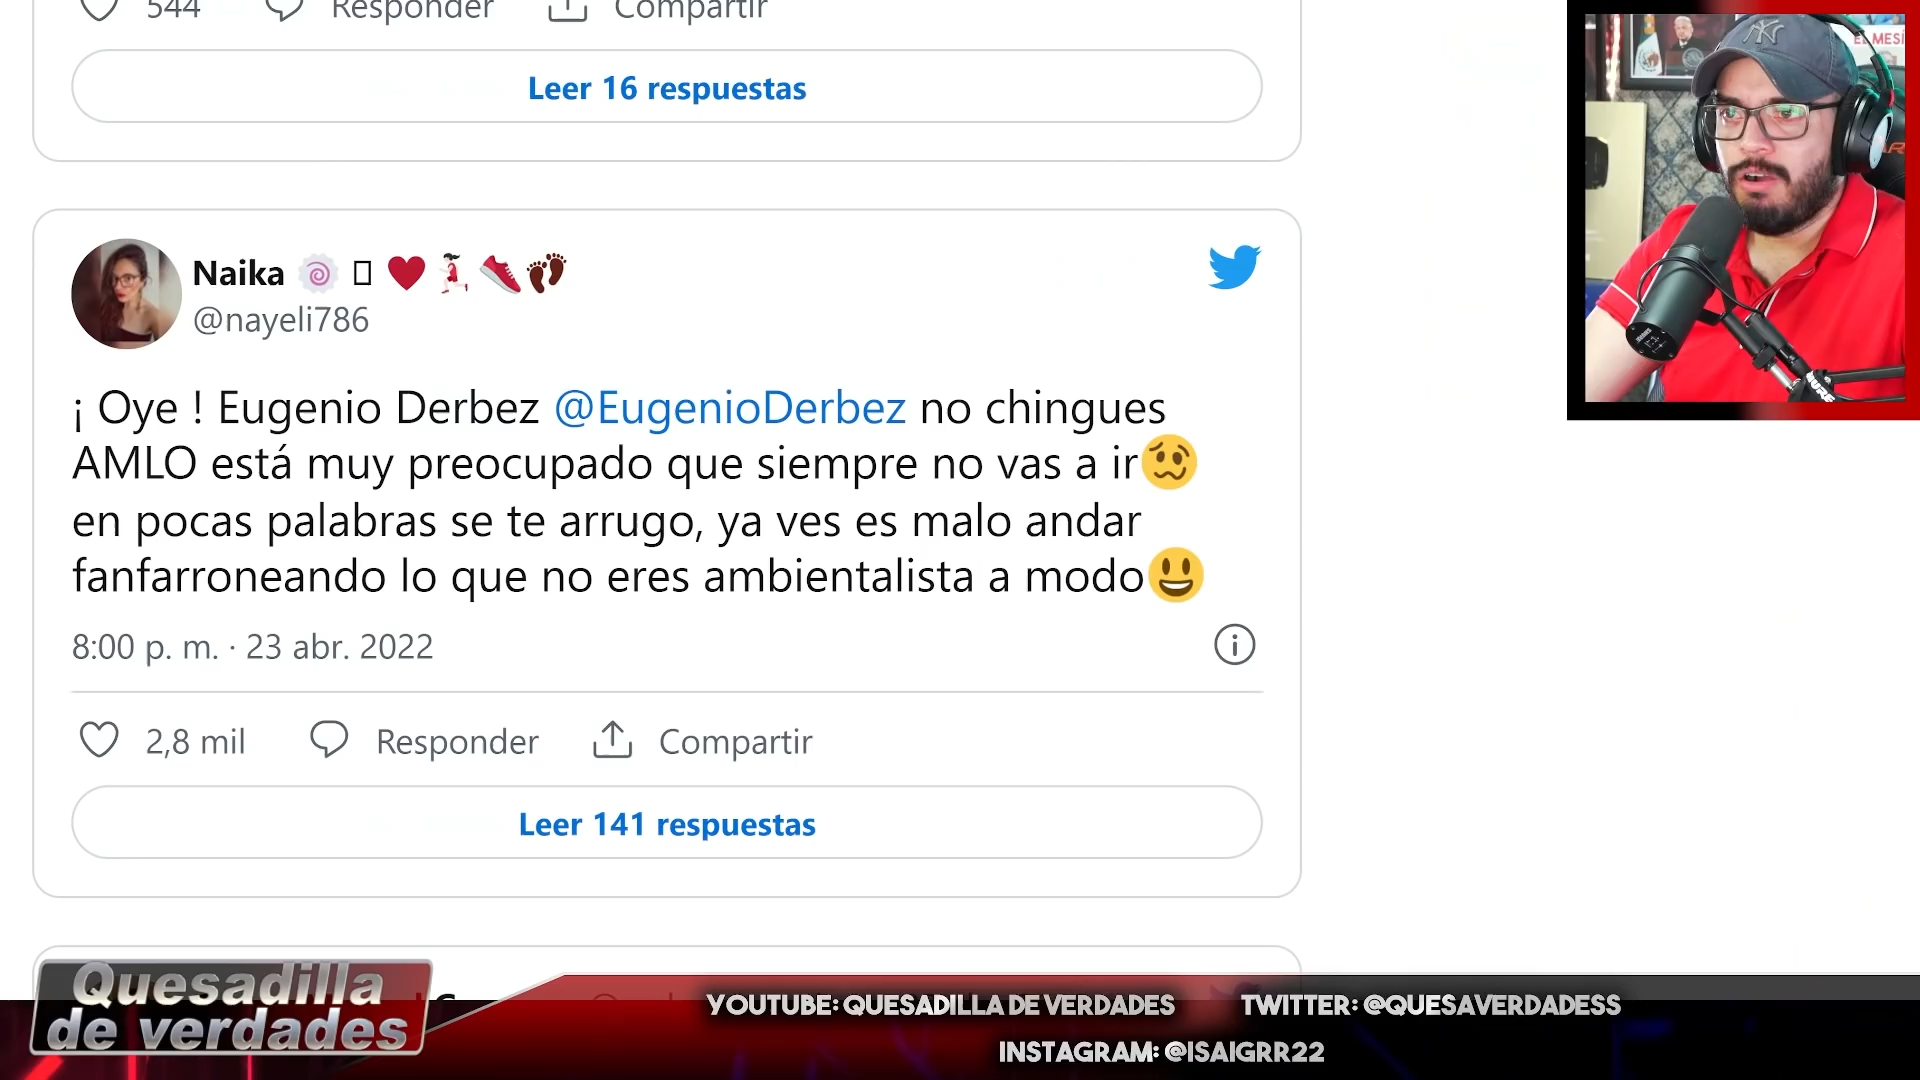 544 Responder Compartir
Leer 16 respuestas
EL MESÍ
Naika
@nayeli786
¡ Oye ! Eugenio Derbez @EugenioDerbez no chingues
AMLO está muy preocupado que siempre no vas a ir
en pocas palabras se te arrugo, ya ves es malo andar
fanfarroneando lo que no eres ambientalista a modo
8:00 p. m. · 23 abr. 2022
2,8 mil Responder Compartir
Leer 141 respuestas
Quesadilla
de verdades
YOUTUBE: QUESADILLA DE VERDADES TWITTER: @QUESAVERDADESS
INSTAGRAM: @ISAIGRR22